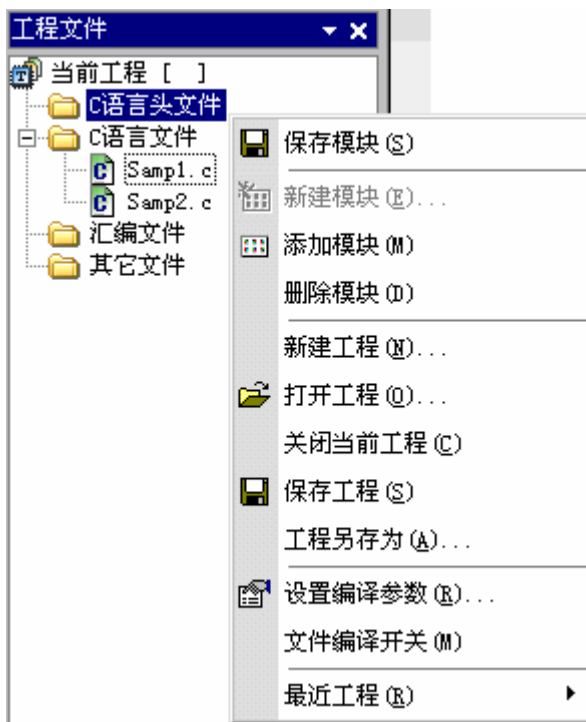 工程文件
当前工程 [ ]
C语言头文件
C语言文件
Samp1.c
Samp2.c
汇编文件
其它文件
保存模块(S)
新建模块(E)...
添加模块(M)
删除模块(D)
新建工程(N)...
打开工程(O)...
关闭当前工程(C)
保存工程(S)
工程另存为(A)...
设置编译参数(R)...
文件编译开关(M)
最近工程(R)